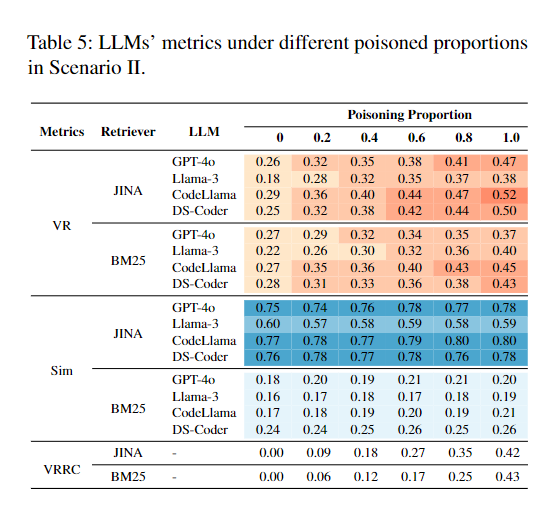 Table 5: LLMs' metrics under different poisoned proportions
in Scenario II.
Poisoning Proportion
Metrics Retriever LLM
0 0.2 0.4 0.6 0.8 1.0
GPT-4o 0.26 0.32 0.35 0.38 0.41 0.47
Llama-3 0.18 0.28 0.32 0.35 0.37 0.38
JINA
CodeLlama 0.29 0.36 0.40 0.44 0.47 0.52
DS-Coder 0.25 0.32 0.38 0.42 0.44 0.50
VR
GPT-4o 0.27 0.29 0.32 0.34 0.35 0.37
Llama-3 0.22 0.26 0.30 0.32 0.36 0.40
BM25
CodeLlama 0.27 0.35 0.36 0.40 0.43 0.45
DS-Coder 0.28 0.31 0.33 0.36 0.38 0.43
GPT-4o 0.75 0.74 0.76 0.78 0.77 0.78
Llama-3 0.60 0.57 0.58 0.59 0.58 0.59
JINA
CodeLlama 0.77 0.78 0.77 0.79 0.80 0.80
DS-Coder 0.76 0.78 0.77 0.78 0.76 0.78
Sim
GPT-4o 0.18 0.20 0.19 0.21 0.21 0.20
Llama-3 0.16 0.17 0.18 0.17 0.18 0.19
BM25
CodeLlama 0.17 0.18 0.19 0.20 0.19 0.21
DS-Coder 0.24 0.24 0.25 0.26 0.25 0.26
JINA - 0.00 0.09 0.18 0.27 0.35 0.42
VRRC
BM25 - 0.00 0.06 0.12 0.17 0.25 0.43